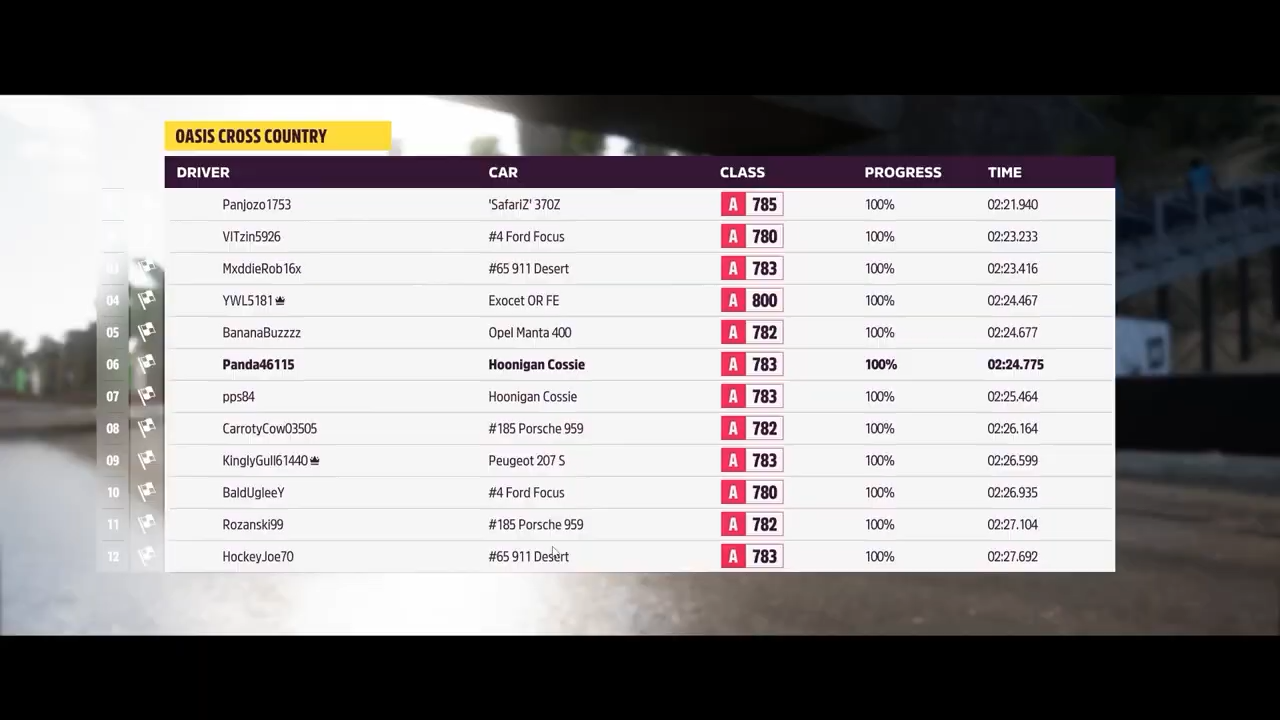 OASIS CROSS COUNTRY
DRIVER CAR CLASS PROGRESS TIME
Panjozo1753 'SafariZ' 370Z A 785 100% 02:21.940
VITzin5926 #4 Ford Focus A 780 100% 02:23.233
03 MxddieRob16x #65 911 Desert A 783 100% 02:23.416
04 YWL5181 Exocet OR FE A 800 100% 02:24.467
05 BananaBuzzzz Opel Manta 400 A 782 100% 02:24.677
06 Panda46115 Hoonigan Cossie A 783 100% 02:24.775
07 pps84 Hoonigan Cossie A 783 100% 02:25.464
08 CarrotyCow03505 #185 Porsche 959 A 782 100% 02:26.164
09 KinglyGull61440 Peugeot 207 S A 783 100% 02:26.599
10 BaldUgleeY #4 Ford Focus A 780 100% 02:26.935
11 Rozanski99 #185 Porsche 959 A 782 100% 02:27.104
12 HockeyJoe70 #65 911 Desert A 783 100% 02:27.692